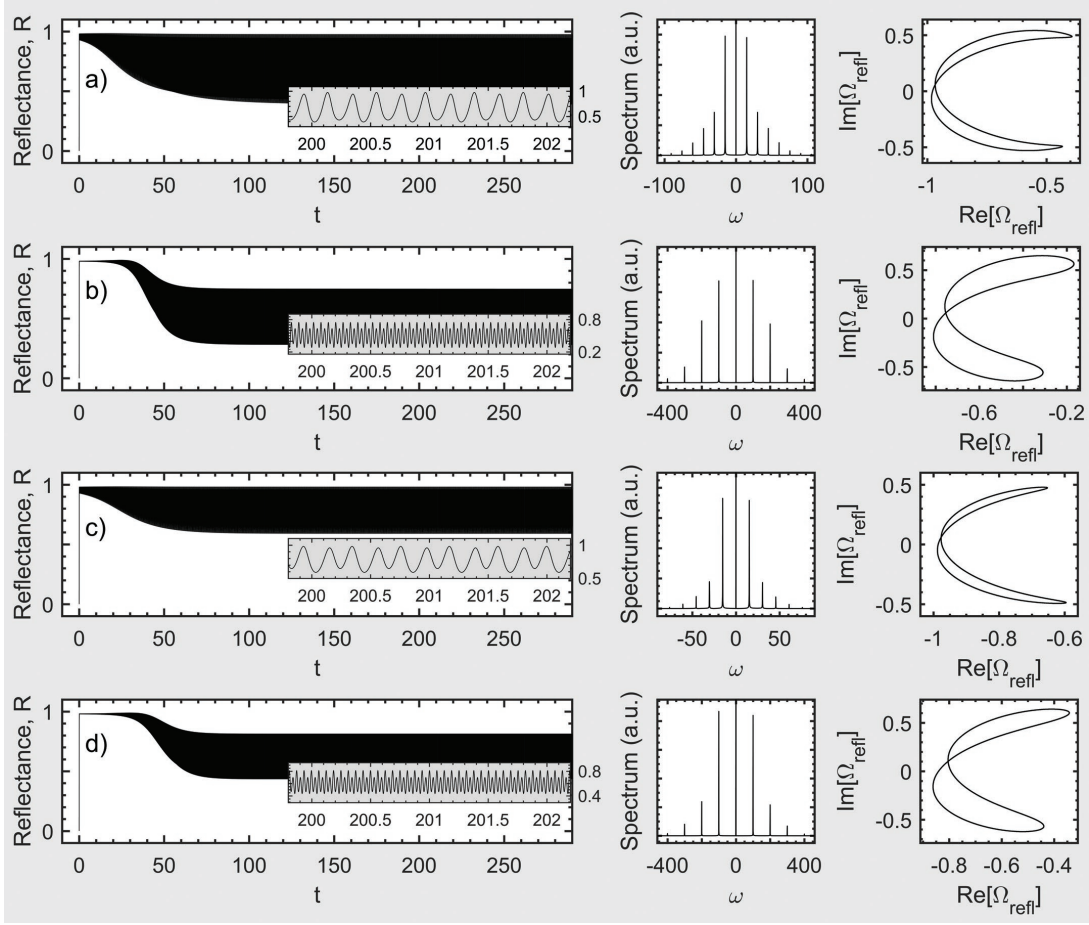 Reflectance, R
1
0
a)
1
0.5
200 200.5 201 201.5 202
0 50 100 150 200 250
t
Spectrum (a.u.)
-100 0 100
ω
Im[Ω_refl]
0.5
0
-0.5
-1 -0.5
Re[Ω_refl]
Reflectance, R
1
0
b)
0.8
0.2
200 200.5 201 201.5 202
0 50 100 150 200 250
t
Spectrum (a.u.)
-400 0 400
ω
Im[Ω_refl]
0.5
0
-0.5
-0.6 -0.2
Re[Ω_refl]
Reflectance, R
1
0
c)
1
0.5
200 200.5 201 201.5 202
0 50 100 150 200 250
t
Spectrum (a.u.)
-50 0 50
ω
Im[Ω_refl]
0.5
0
-0.5
-1 -0.8 -0.6
Re[Ω_refl]
Reflectance, R
1
0
d)
0.8
0.4
200 200.5 201 201.5 202
0 50 100 150 200 250
t
Spectrum (a.u.)
-400 0 400
ω
Im[Ω_refl]
0.5
0
-0.5
-0.8 -0.6 -0.4
Re[Ω_refl]